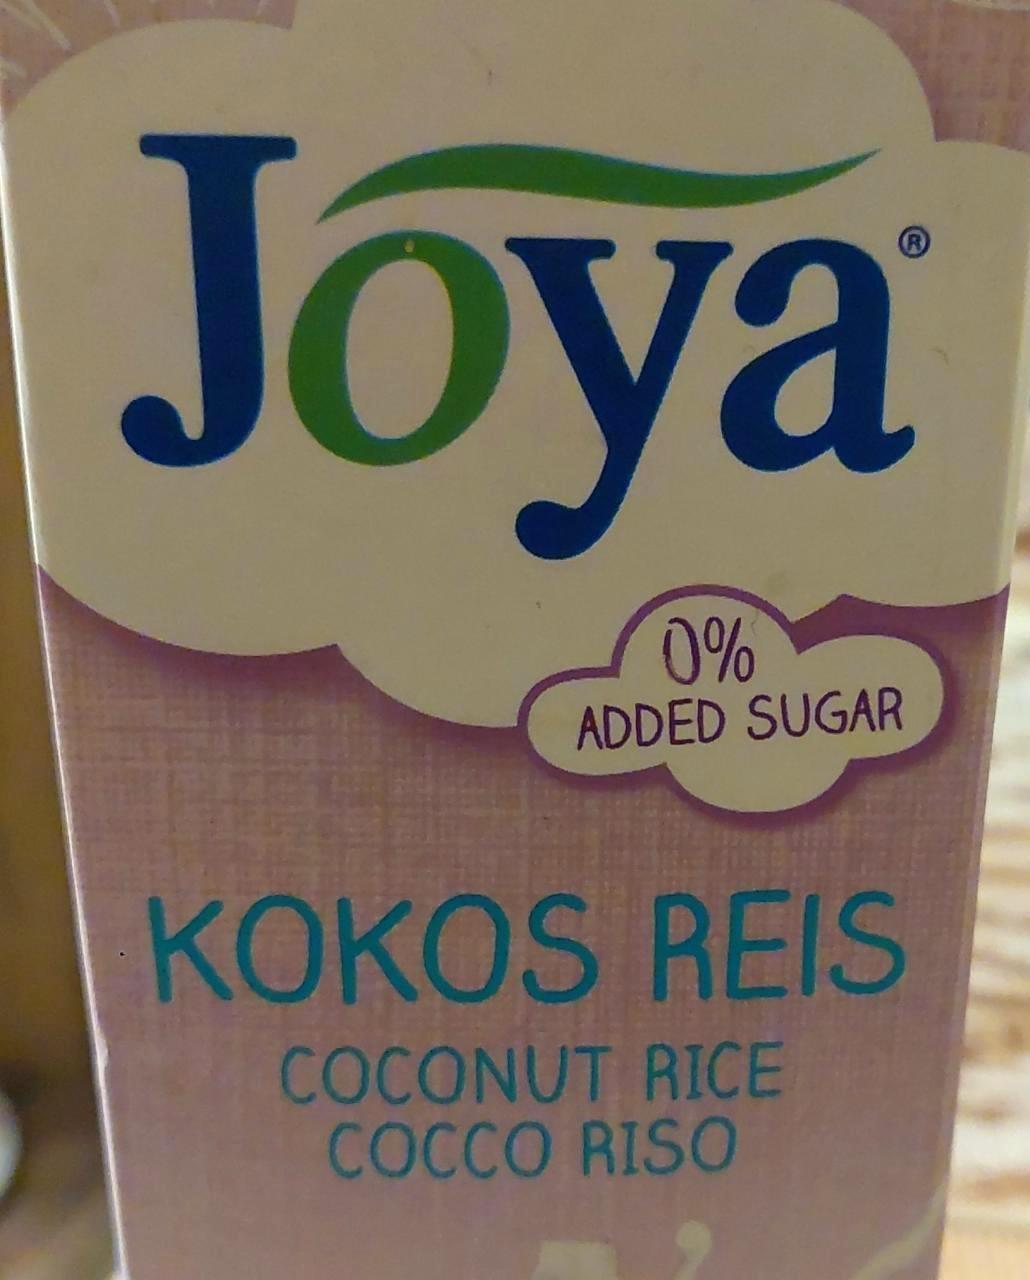 Joya®
0%
ADDED SUGAR
KOKOS REIS
COCONUT RICE
COCCO RISO